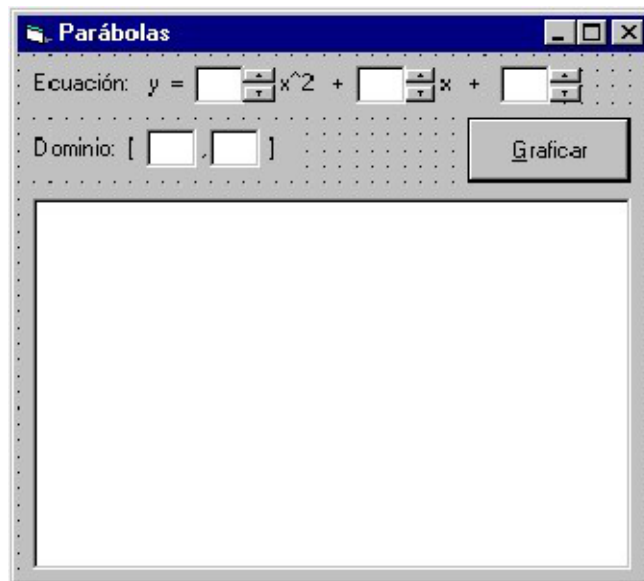 Parábolas
Ecuación: y = x^2 + x +
Dominio: [ , ]
Graficar